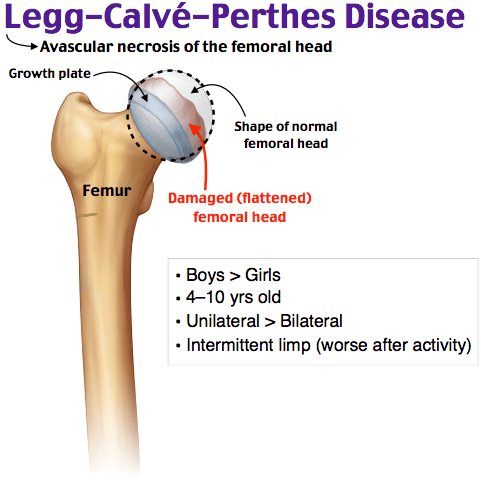 Legg–Calvé–Perthes Disease
Avascular necrosis of the femoral head
Growth plate
Shape of normal
femoral head
Femur
Damaged (flattened)
femoral head
• Boys > Girls
• 4–10 yrs old
• Unilateral > Bilateral
• Intermittent limp (worse after activity)